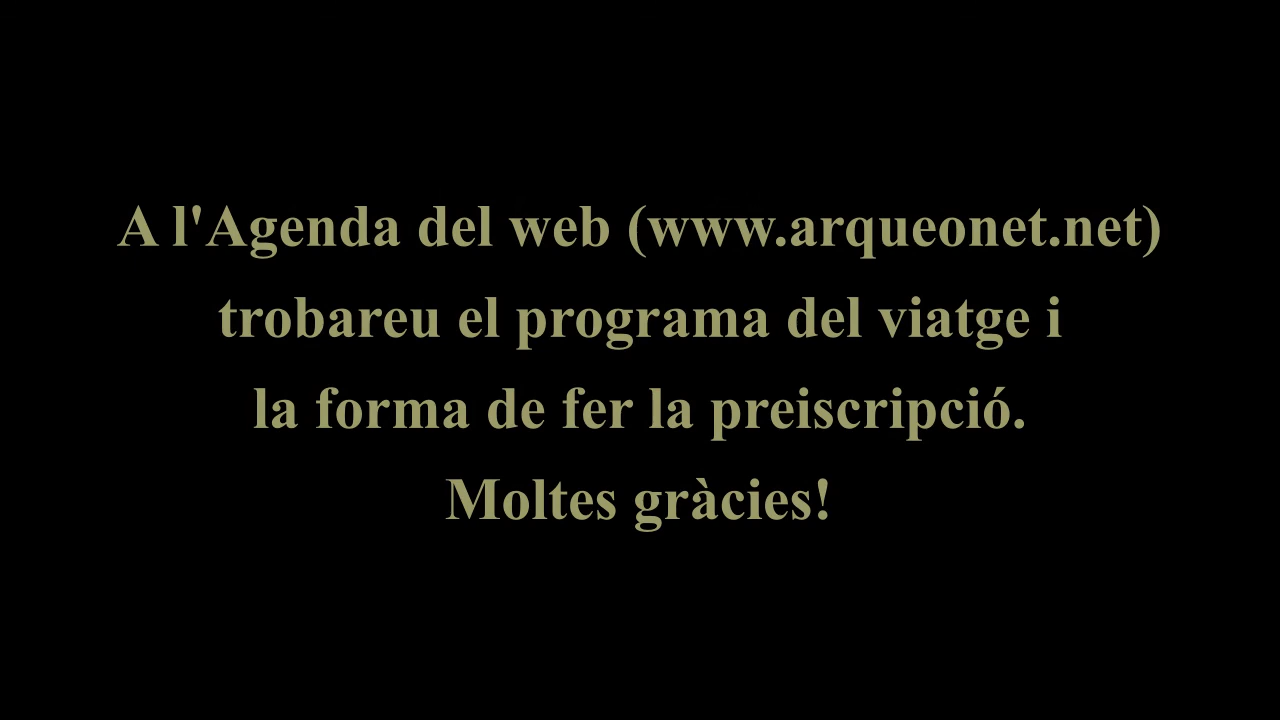 A l'Agenda del web (www.arqueonet.net)
trobareu el programa del viatge i
la forma de fer la preiscripció.
Moltes gràcies!